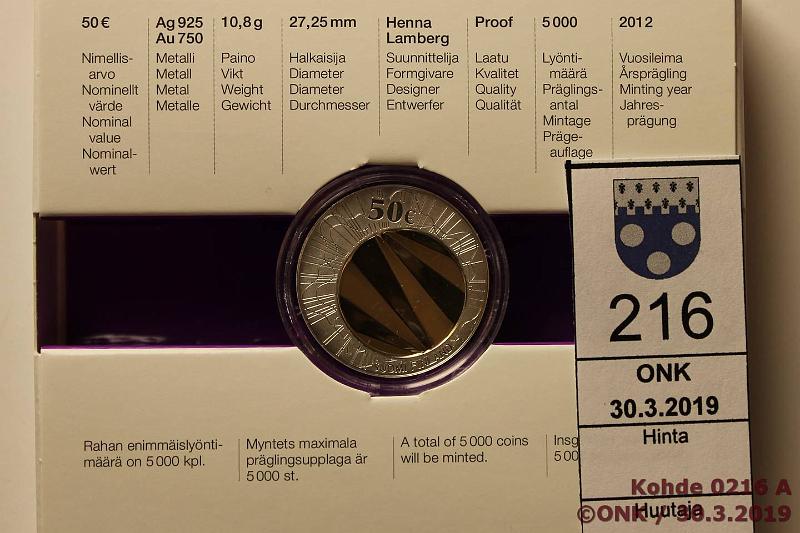 50 €
Nimellis-
arvo
Nominellt
värde
Nominal
value
Nominal-
wert
Ag 925
Au 750
Metalli
Metall
Metal
Metalle
10,8 g
Paino
Vikt
Weight
Gewicht
27,25 mm
Halkaisija
Diameter
Diameter
Durchmesser
Henna
Lamberg
Suunnittelija
Formgivare
Designer
Entwerfer
Proof
Laatu
Kvalitet
Quality
Qualität
5 000
Lyönti-
määrä
Präglings-
antal
Mintage
Präge-
auflage
2012
Vuosileima
Årsprägling
Minting year
Jahres-
prägung
50€
SUOMI FINLAND
Rahan enimmäislyönti-
määrä on 5 000 kpl.
Myntets maximala
präglingsupplaga är
5 000 st.
A total of 5 000 coins
will be minted.
Insg
5 00
216
ONK
30.3.2019
Hinta
Huutaja
Kohde 0216 A
©ONK / 30.3.2019